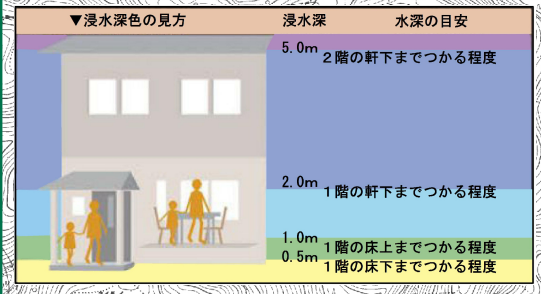 ▼浸水深色の見方 浸水深 水深の目安
5.0m
2階の軒下までつかる程度
2.0m
1階の軒下までつかる程度
1.0m
1階の床上までつかる程度
0.5m
1階の床下までつかる程度